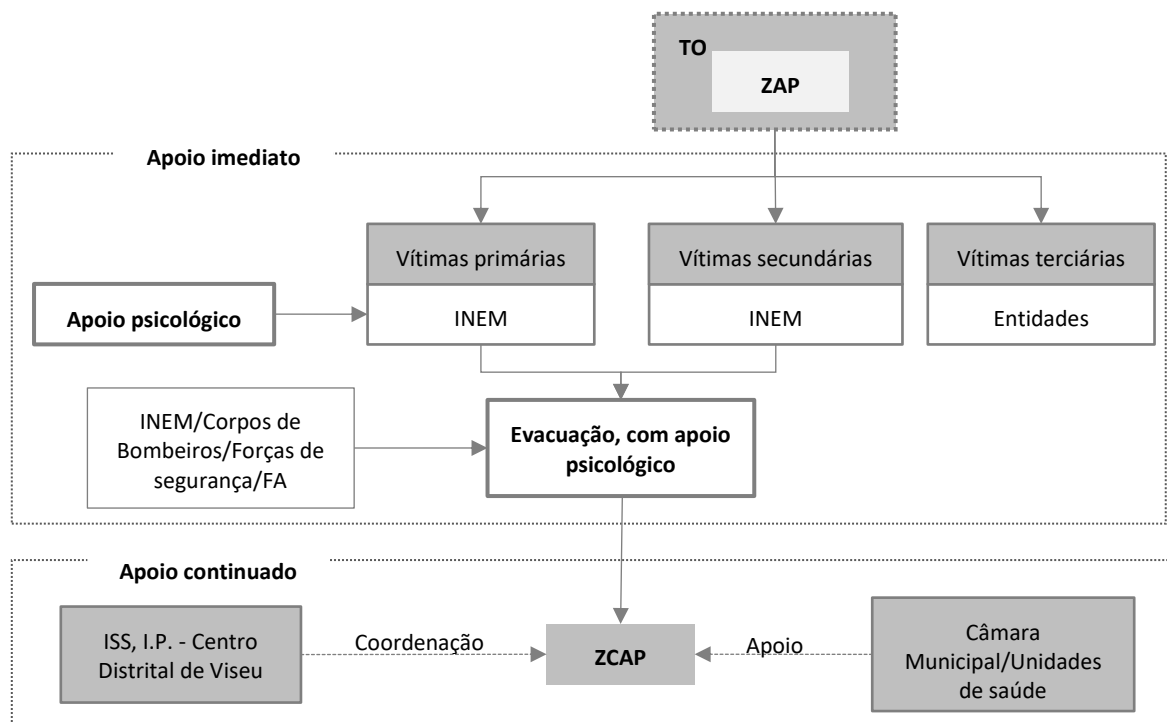 TO
ZAP
Apoio imediato
Vítimas primárias
Vítimas secundárias
Vítimas terciárias
Apoio psicológico
INEM
INEM
Entidades
INEM/Corpos de
Bombeiros/Forças de
segurança/FA
Evacuação, com apoio
psicológico
Apoio continuado
ISS, I.P. - Centro
Distrital de Viseu
Coordenação
ZCAP
Apoio
Câmara
Municipal/Unidades
de saúde